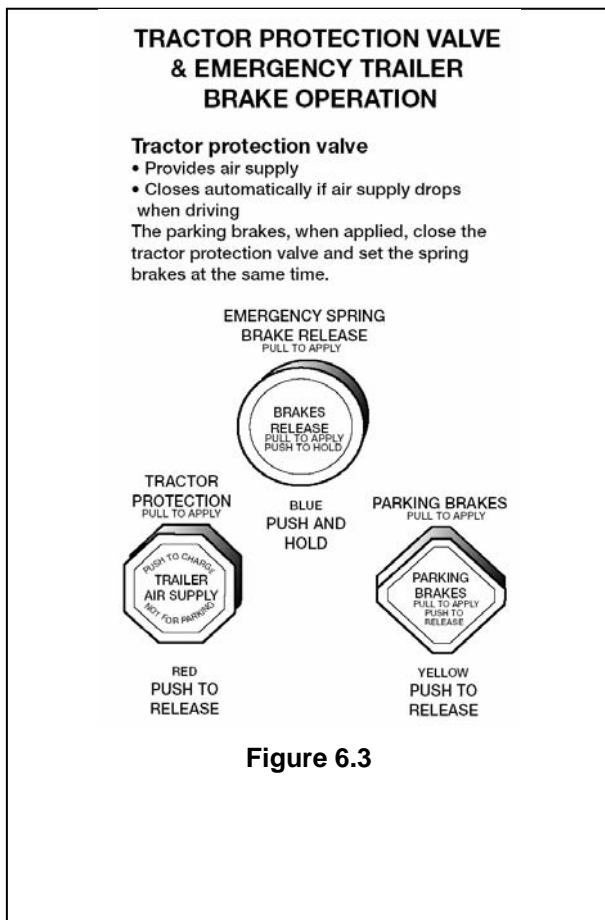 TRACTOR PROTECTION VALVE
& EMERGENCY TRAILER
BRAKE OPERATION
Tractor protection valve
• Provides air supply
• Closes automatically if air supply drops
when driving
The parking brakes, when applied, close the
tractor protection valve and set the spring
brakes at the same time.
EMERGENCY SPRING
BRAKE RELEASE
PULL TO APPLY
BRAKES
RELEASE
PULL TO APPLY
PUSH TO HOLD
BLUE
PUSH AND
HOLD
TRACTOR
PROTECTION
PULL TO APPLY
PUSH TO CHARGE
TRAILER
AIR SUPPLY
NOT FOR PARKING
RED
PUSH TO
RELEASE
PARKING BRAKES
PULL TO APPLY
PARKING
BRAKES
PULL TO APPLY
PUSH TO
RELEASE
YELLOW
PUSH TO
RELEASE
Figure 6.3